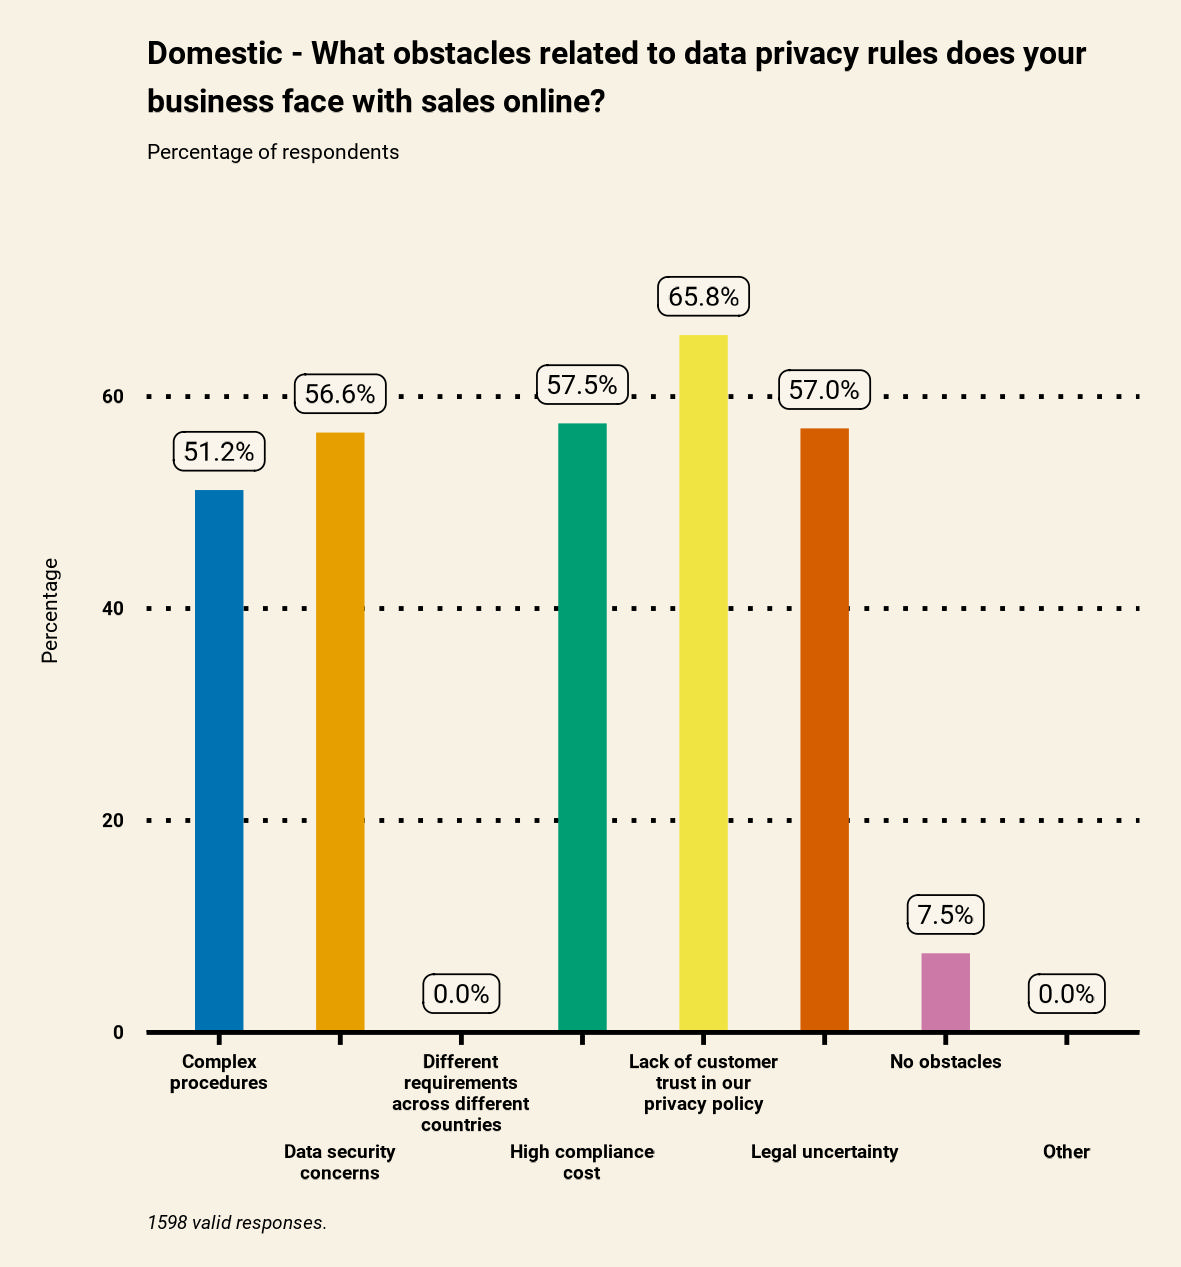 Domestic - What obstacles related to data privacy rules does your
business face with sales online?
Percentage of respondents
65.8%
57.5%
57.0%
56.6%
60
51.2%
Percentage
40
20
7.5%
0.0%
0.0%
0
Complex
procedures
Data security
concerns
Different
requirements
across different
countries
High compliance
cost
Lack of customer
trust in our
privacy policy
Legal uncertainty
No obstacles
Other
1598 valid responses.